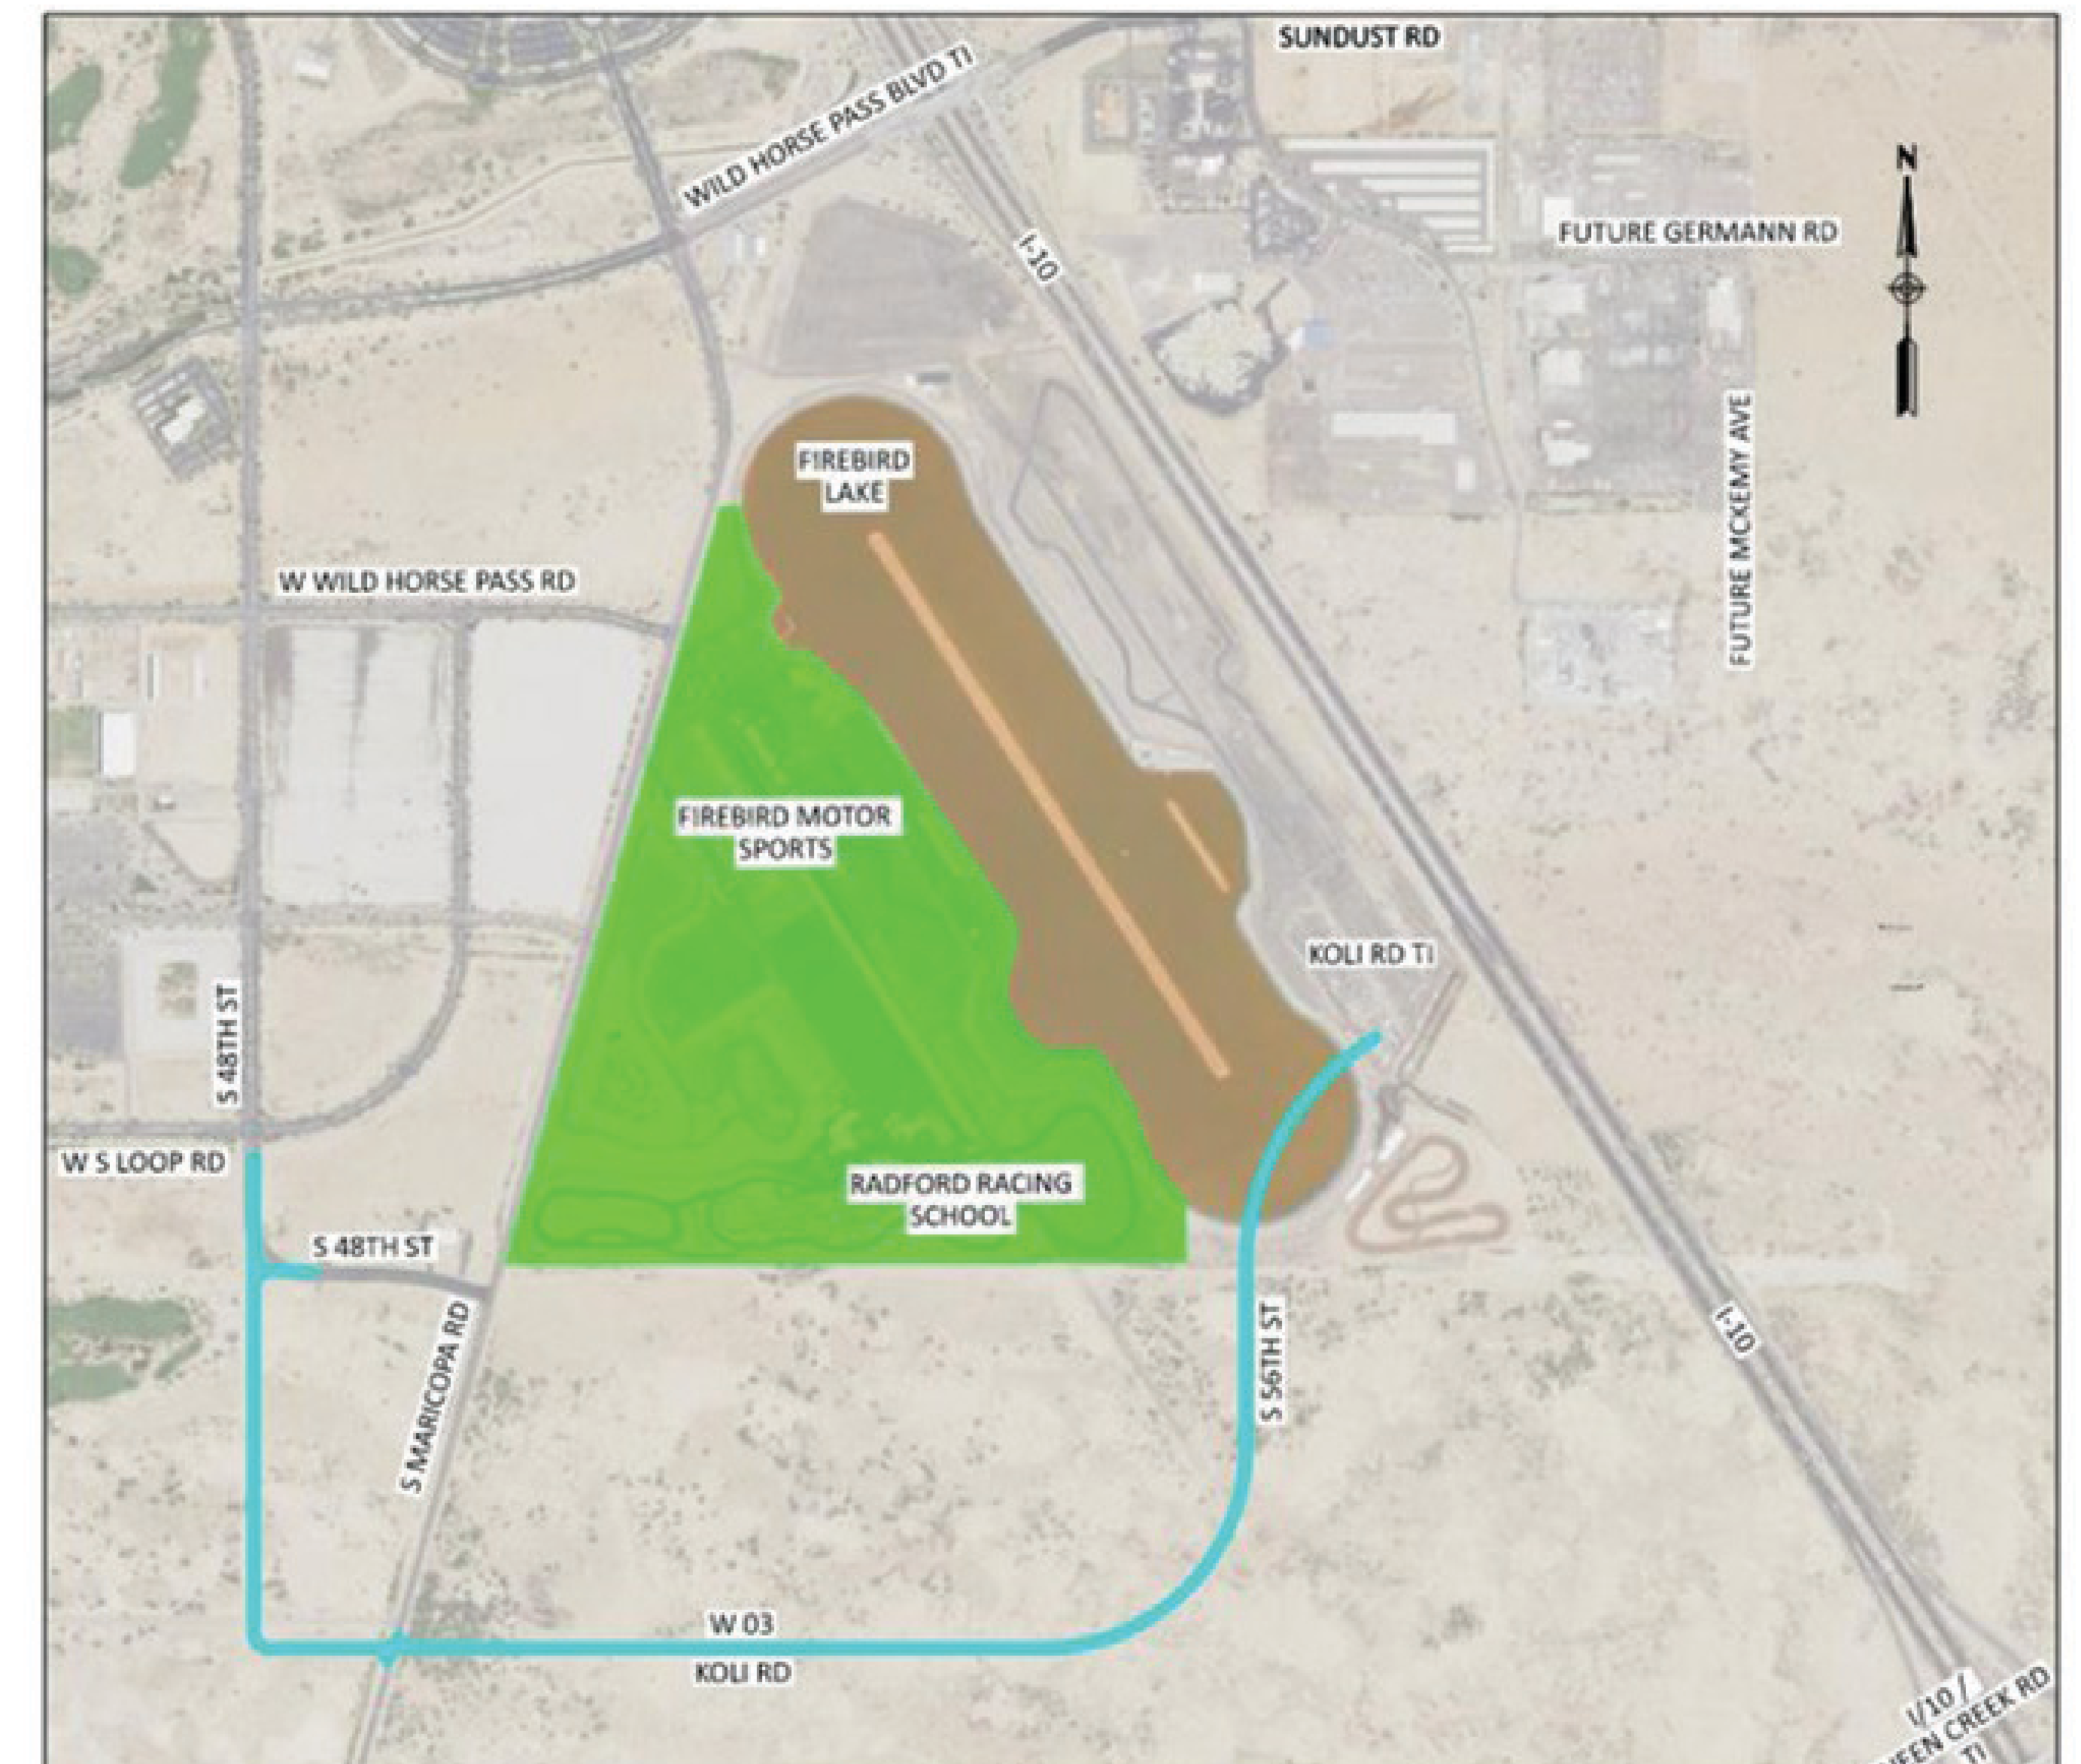 SUNDUST RD
WILD HORSE PASS BLVD TI
N
I-10
FUTURE GERMANN RD
FIREBIRD
LAKE
FUTURE MCKEMY AVE
W WILD HORSE PASS RD
FIREBIRD MOTOR
SPORTS
KOLI RD TI
S 48TH ST
W S LOOP RD
RADFORD RACING
SCHOOL
S 48TH ST
S MARICOPA RD
S 56TH ST
I-10
W 03
KOLI RD
I/10 /
CREEK RD
TI